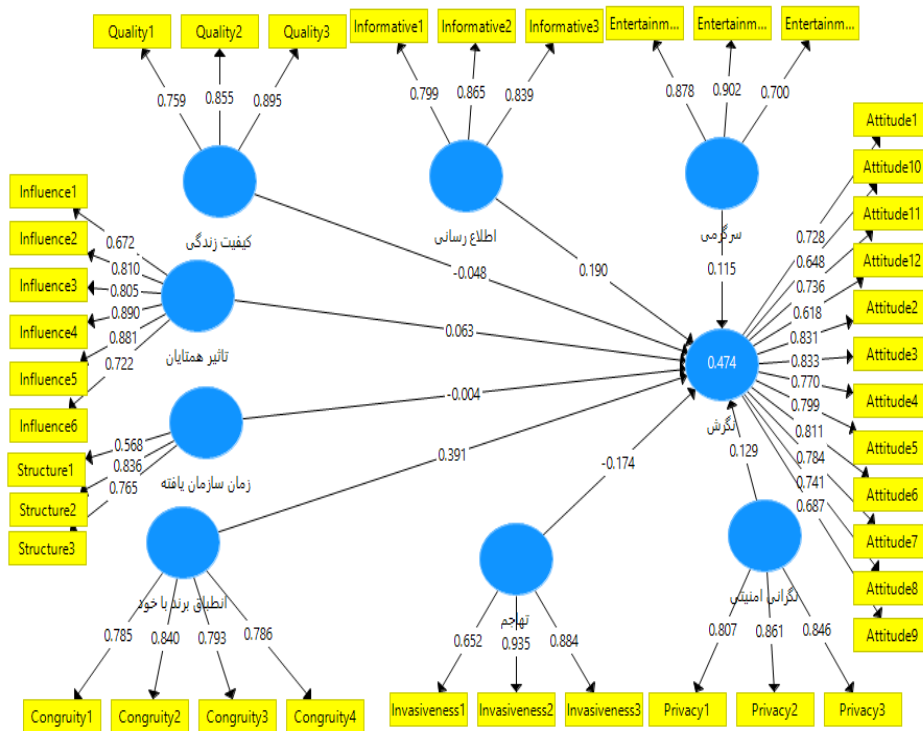 Quality1
Quality2
Quality3
Informative1
Informative2
Informative3
Entertainm...
Entertainm...
Entertainm...
0.759
0.855
0.895
0.799
0.865
0.839
0.878
0.902
0.700
کیفیت زندگی
اطلاع رسانی
سرگرمی
-0.048
0.190
0.115
Influence1
Influence2
Influence3
Influence4
Influence5
Influence6
0.672
0.810
0.805
0.890
0.881
0.722
تاثیر همتایان
0.063
Structure1
Structure2
Structure3
0.568
0.836
0.765
زمان سازمان یافته
-0.004
0.391
-0.174
0.129
0.474
نگرش
Attitude1
Attitude10
Attitude11
Attitude12
Attitude2
Attitude3
Attitude4
Attitude5
Attitude6
Attitude7
Attitude8
Attitude9
0.728
0.648
0.736
0.618
0.831
0.833
0.770
0.799
0.811
0.784
0.741
0.687
انطباق برند با خود
تهاجم
نگرانی امنیتی
0.785
0.840
0.793
0.786
0.652
0.935
0.884
0.807
0.861
0.846
Congruity1
Congruity2
Congruity3
Congruity4
Invasiveness1
Invasiveness2
Invasiveness3
Privacy1
Privacy2
Privacy3